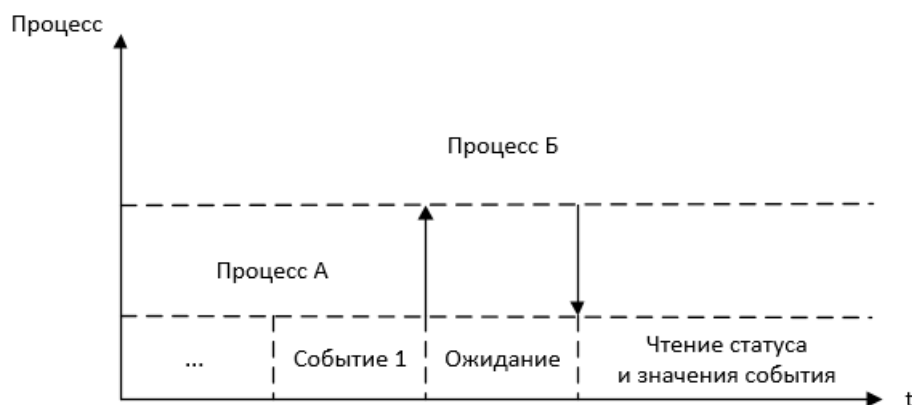 Процесс
Процесс Б
Процесс А
...
Событие 1
Ожидание
Чтение статуса
и значения события
t